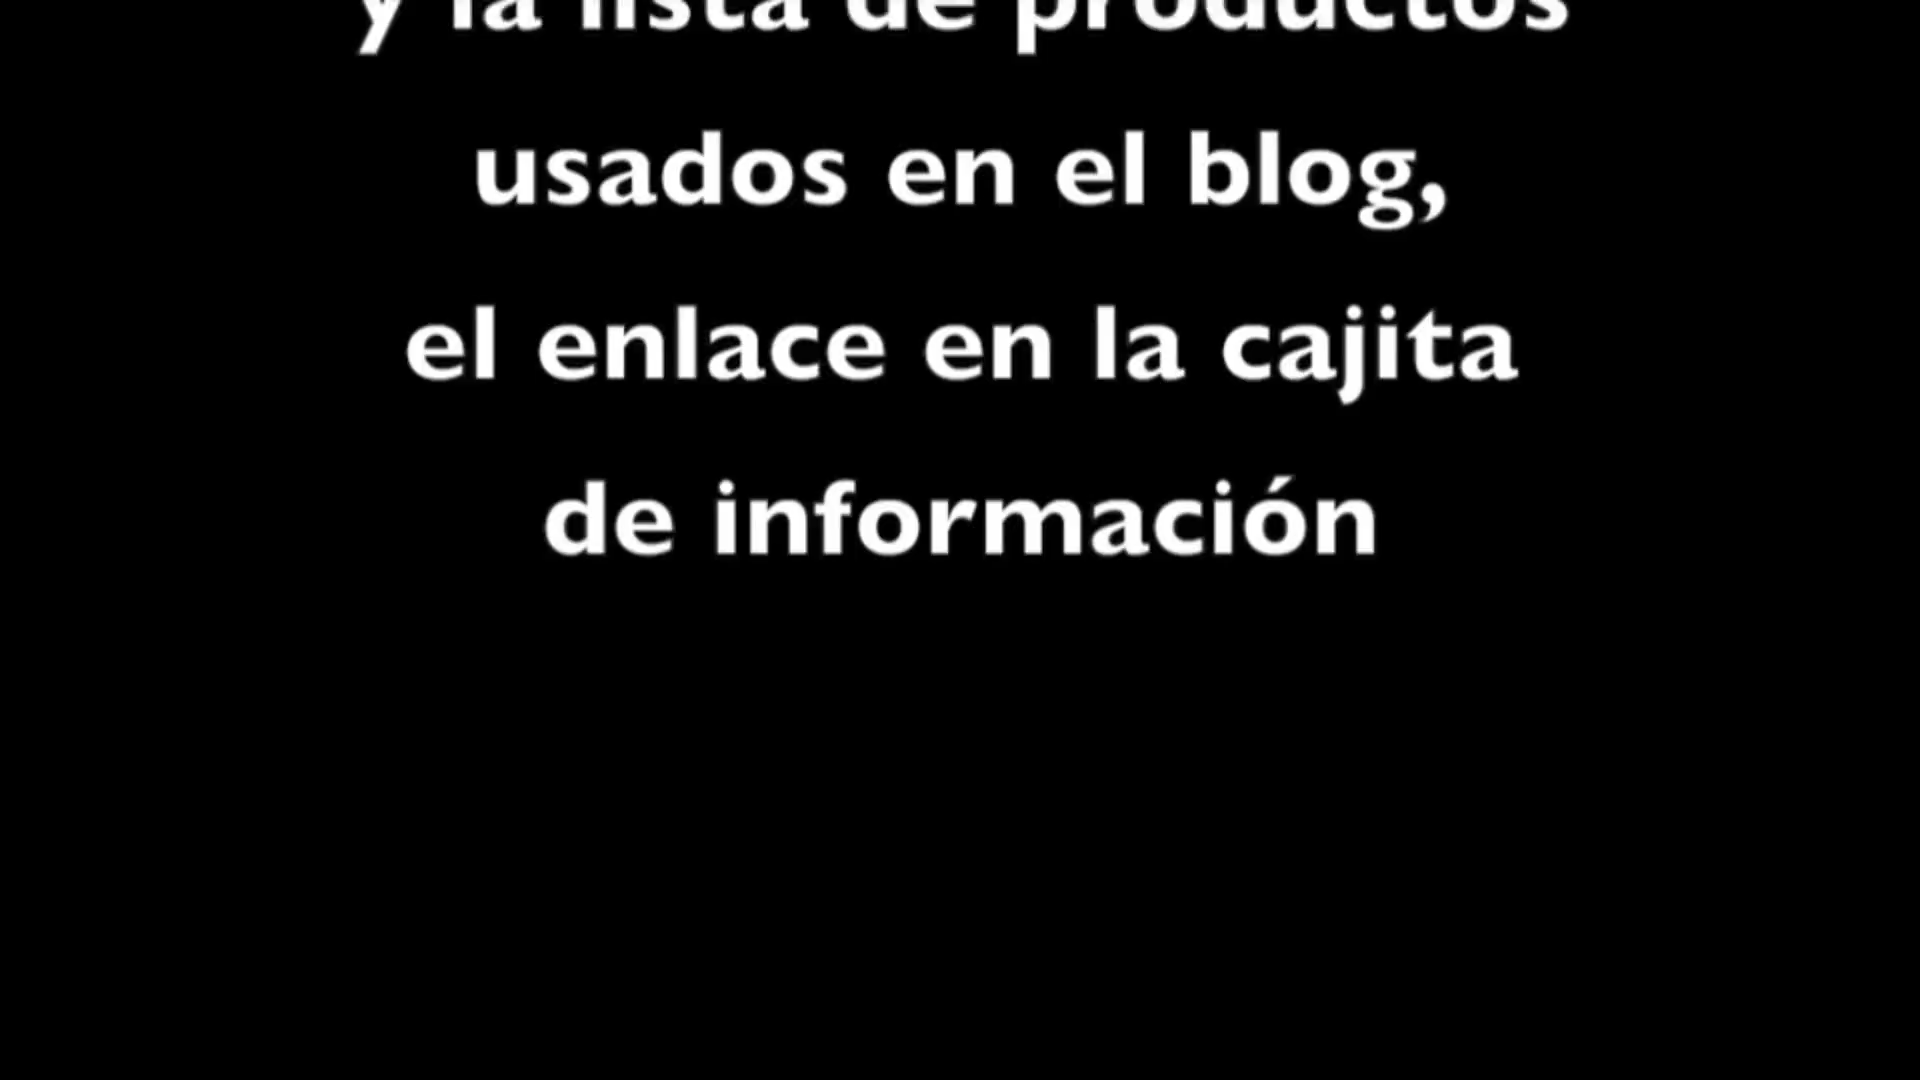 y la lista de productos
usados en el blog,
el enlace en la cajita
de información